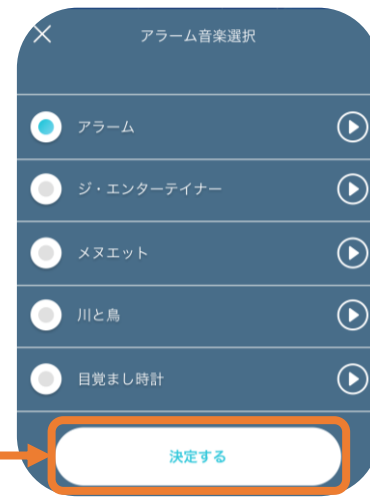 アラーム音楽選択
アラーム
ジ・エンターテイナー
メヌエット
川と鳥
目覚まし時計
決定する